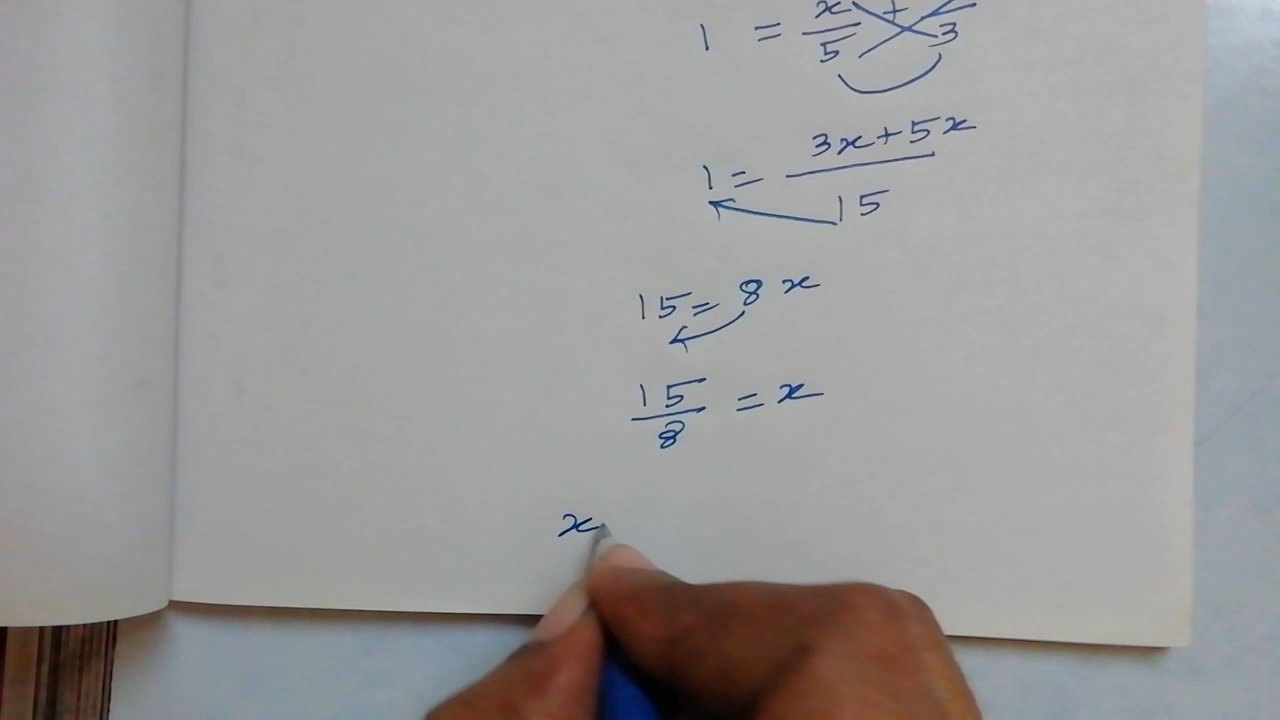 1 = x/5 + /3
1 = (3x+5x)/15
15 = 8x
15/8 = x
x